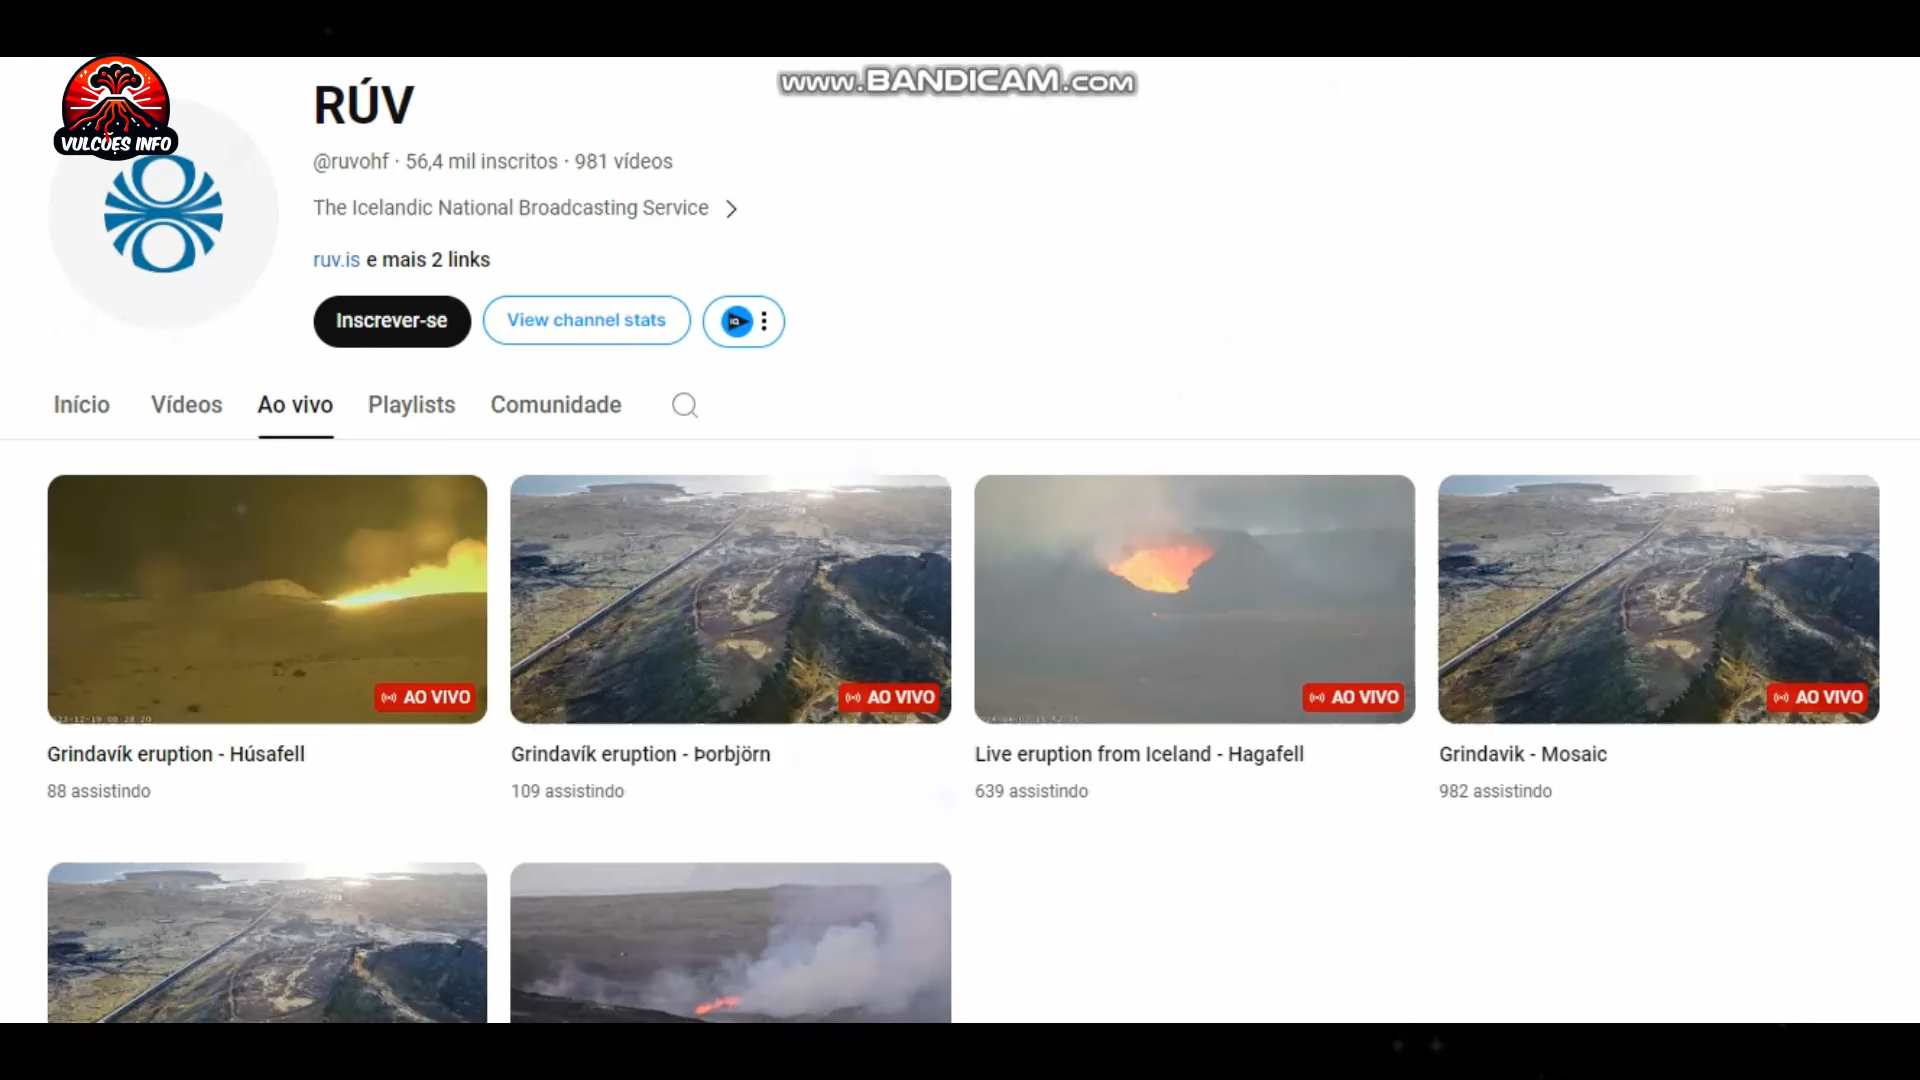 www.BANDICAM.com
VULCÕES INFO
RÚV
@ruvohf · 56,4 mil inscritos · 981 vídeos
The Icelandic National Broadcasting Service
ruv.is e mais 2 links
Inscrever-se
View channel stats
IQ
Início Vídeos Ao vivo Playlists Comunidade
AO VIVO AO VIVO AO VIVO AO VIVO
Grindavík eruption - Húsafell
88 assistindo
Grindavík eruption - Þorbjörn
109 assistindo
Live eruption from Iceland - Hagafell
639 assistindo
Grindavik - Mosaic
982 assistindo